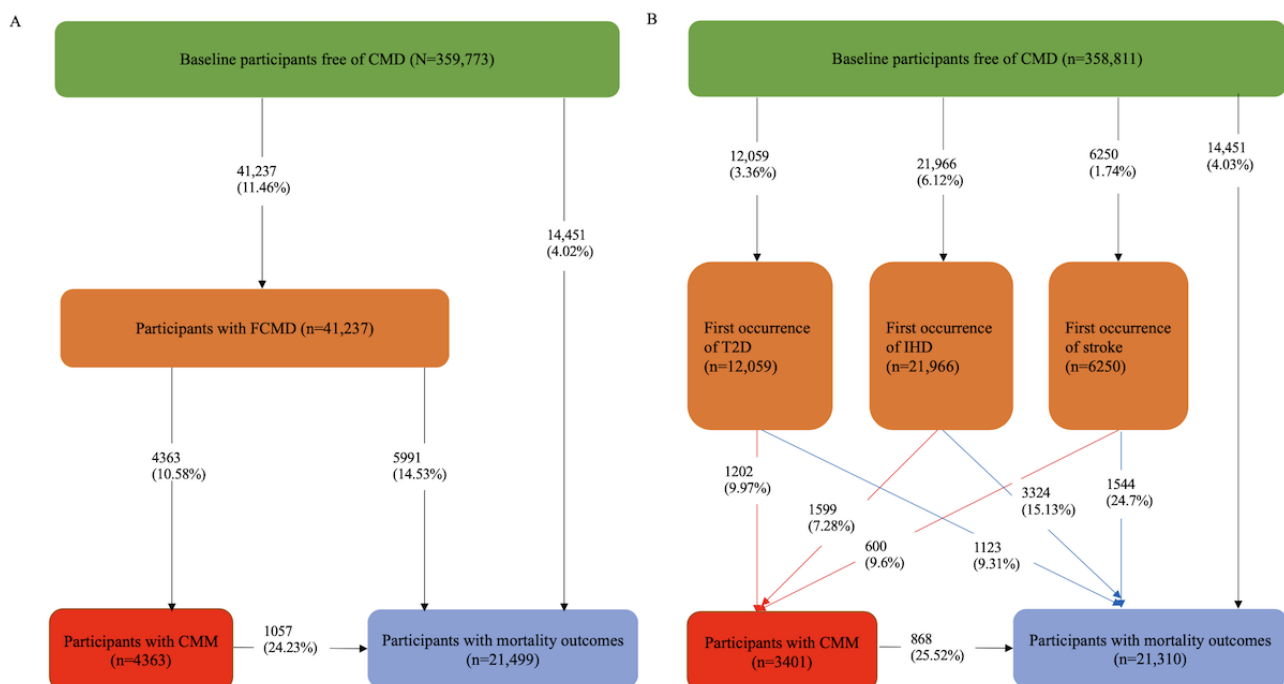 A
Baseline participants free of CMD (N=359,773)
41,237
(11.46%)
14,451
(4.02%)
Participants with FCMD (n=41,237)
4363
(10.58%)
5991
(14.53%)
Participants with CMM
(n=4363)
1057
(24.23%)
Participants with mortality outcomes
(n=21,499)
B
Baseline participants free of CMD (n=358,811)
12,059
(3.36%)
21,966
(6.12%)
6250
(1.74%)
14,451
(4.03%)
First occurrence
of T2D
(n=12,059)
First occurrence
of IHD
(n=21,966)
First occurrence
of stroke
(n=6250)
1202
(9.97%)
1599
(7.28%)
600
(9.6%)
1123
(9.31%)
3324
(15.13%)
1544
(24.7%)
Participants with CMM
(n=3401)
868
(25.52%)
Participants with mortality outcomes
(n=21,310)